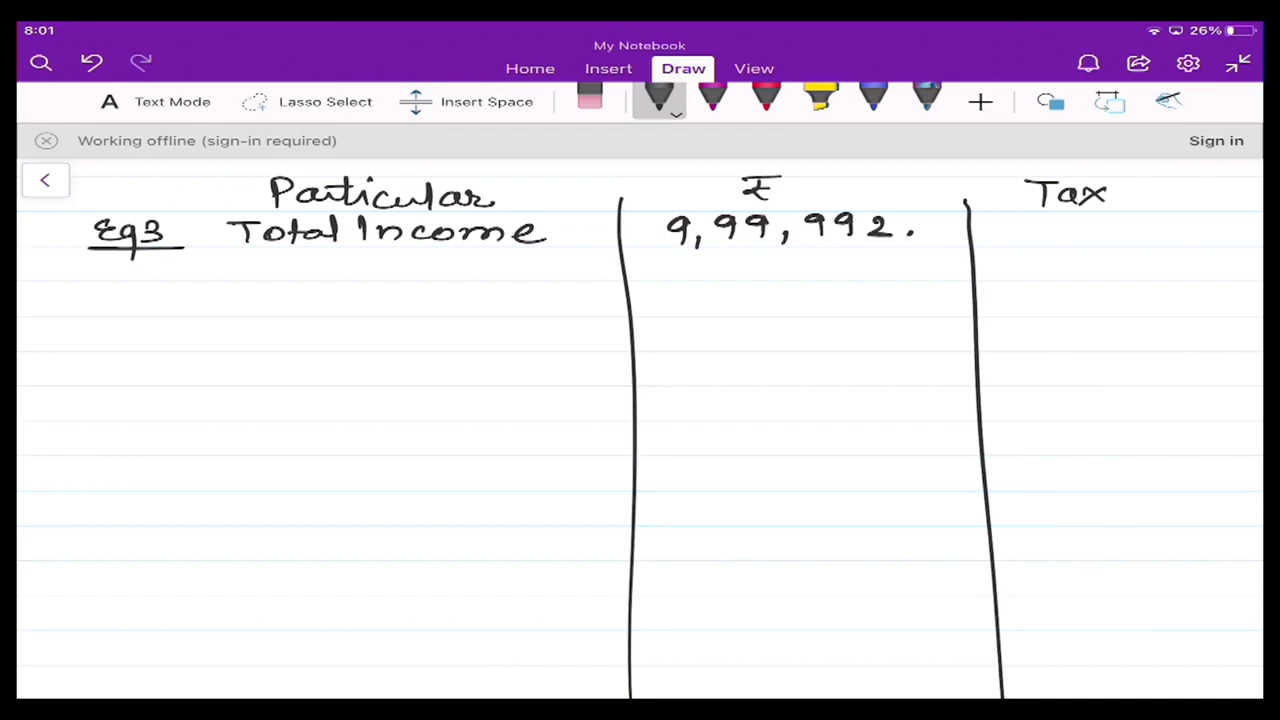 8:01
26%
My Notebook
Home Insert Draw View
A Text Mode Lasso Select Insert Space
Working offline (sign-in required) Sign in
Particular ₹ Tax
Eg3 Total Income 9,99,992.